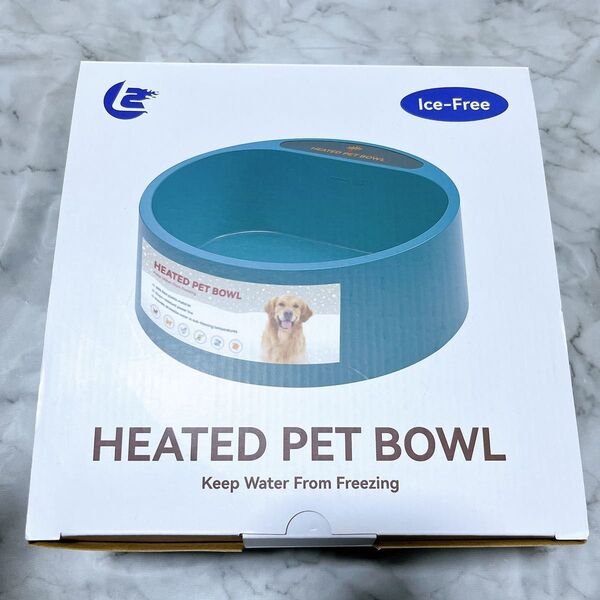 Ice-Free
HEATED PET BOWL
HEATED PET BOWL
HEATED PET BOWL
Keep Water From Freezing